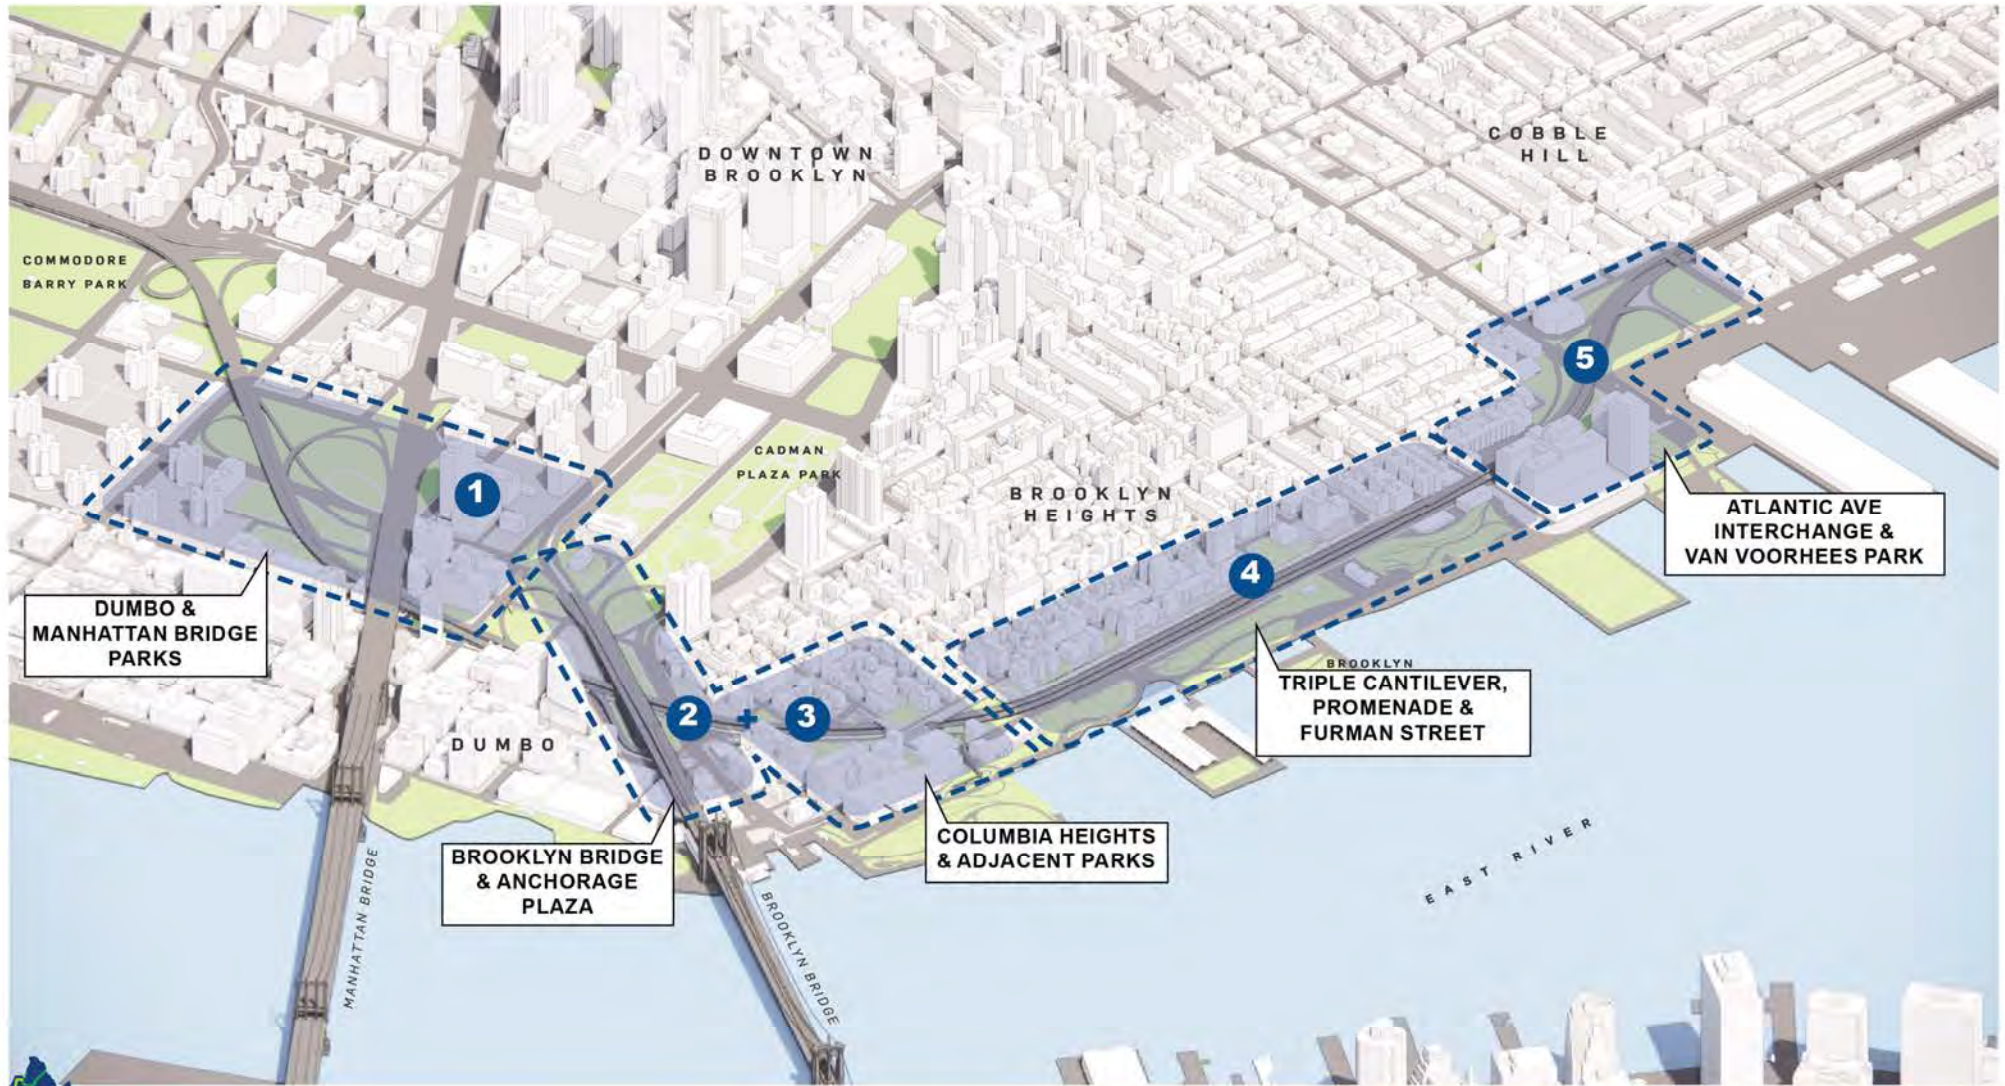 COBBLE
HILL
DOWNTOWN
BROOKLYN
COMMODORE
BARRY PARK
5
CADMAN
PLAZA PARK
1
BROOKLYN
HEIGHTS
ATLANTIC AVE
INTERCHANGE &
VAN VOORHEES PARK
4
DUMBO &
MANHATTAN BRIDGE
PARKS
BROOKLYN
TRIPLE CANTILEVER,
PROMENADE &
FURMAN STREET
2 + 3
DUMBO
COLUMBIA HEIGHTS
& ADJACENT PARKS
BROOKLYN BRIDGE
& ANCHORAGE
PLAZA
EAST RIVER
MANHATTAN BRIDGE
BROOKLYN BRIDGE